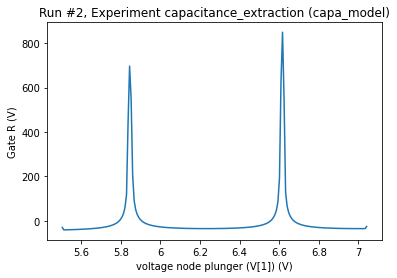 Run #2, Experiment capacitance_extraction (capa_model)
800
600
400
200
0
Gate R (V)
5.6 5.8 6 6.2 6.4 6.6 6.8 7
voltage node plunger (V[1]) (V)